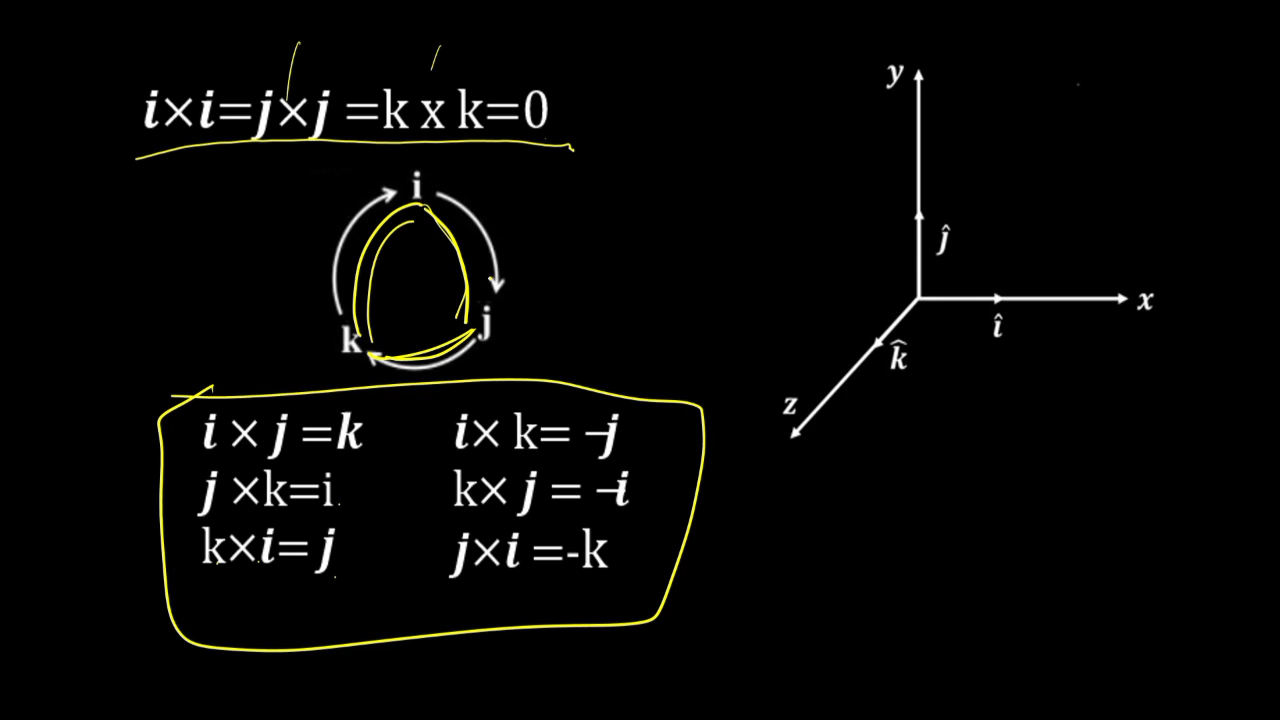 i×i=j×j =k x k=0
i
j
k
i × j =k
j ×k=i
k×i= j
i× k= -j
k× j = -i
j×i =-k
y
ĵ
x
î
k̂
z